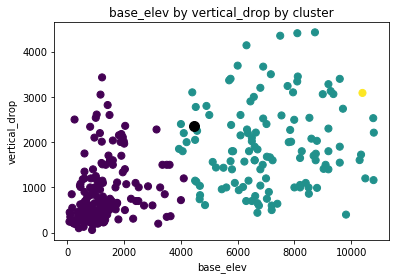 base_elev by vertical_drop by cluster
vertical_drop
4000
3000
2000
1000
0
0 2000 4000 6000 8000 10000
base_elev